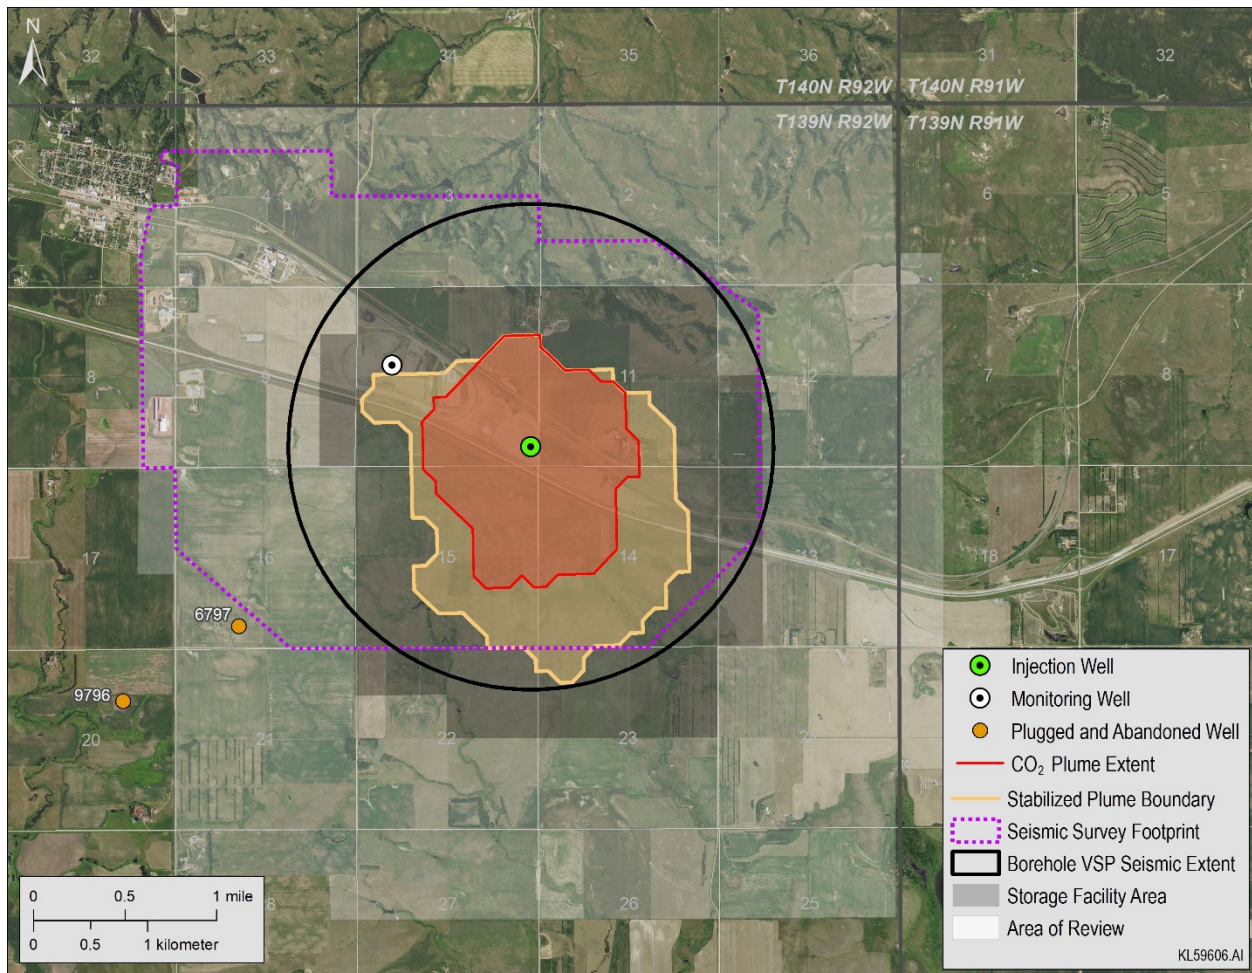 N
32
33
34
35
36
31
32
T140N R92W
T140N R91W
T139N R92W
T139N R91W
4
3
2
1
6
5
8
9
10
11
12
7
8
17
16
15
14
13
18
17
6797
9796
20
21
22
23
24
27
26
25
Injection Well
Monitoring Well
Plugged and Abandoned Well
CO₂ Plume Extent
Stabilized Plume Boundary
Seismic Survey Footprint
Borehole VSP Seismic Extent
Storage Facility Area
Area of Review
KL59606.AI
0 0.5 1 mile
0 0.5 1 kilometer